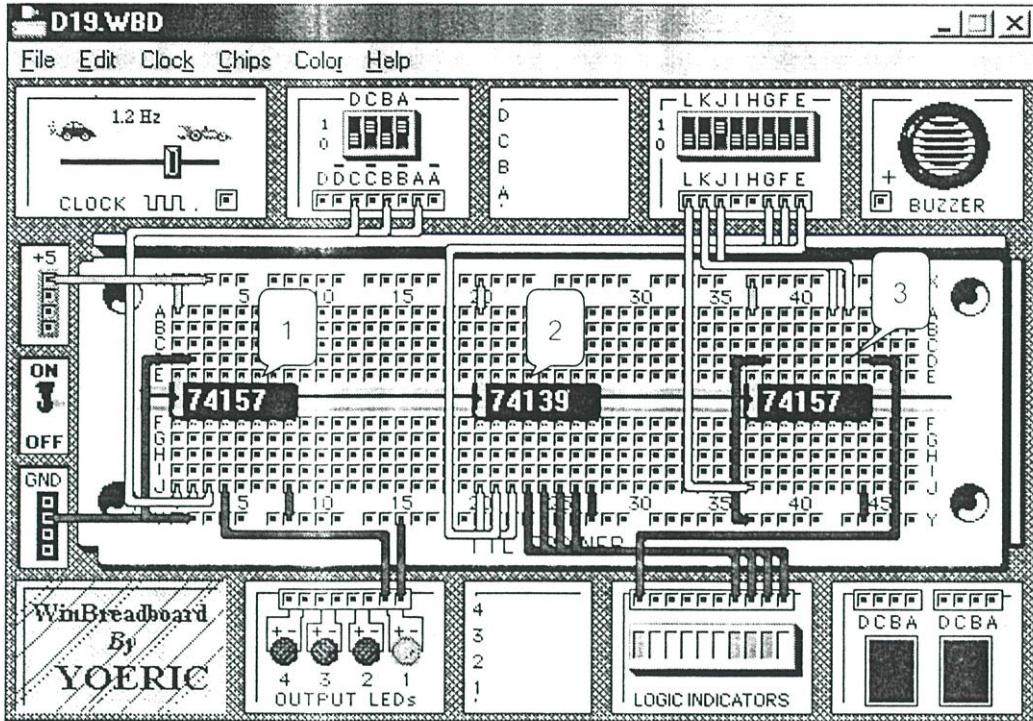 D19.WBD
File Edit Clock Chips Color Help
1.2 Hz
CLOCK
DCBA
1
0
DDCCBBAA
D
C
B
A
LKJIHGFE
1
0
LKJIHGFE
+
BUZZER
+5
ON
OFF
GND
5 10 15 20 30 35 40
X
A
B
C
D
E
1
2
3
74157
74139
74157
F
G
H
I
J
5 10 15 20 25 30 35 40 45
Y
WinBreadboard
By
YOERIC
+ - + - + - + -
4 3 2 1
OUTPUT LEDs
4
3
2
1
LOGIC INDICATORS
DCBA DCBA